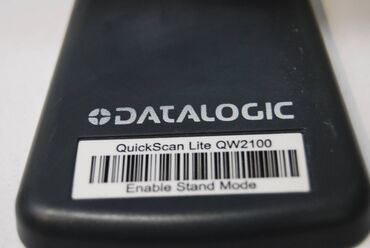 DATALOGIC
QuickScan Lite QW2100
Enable Stand Mode